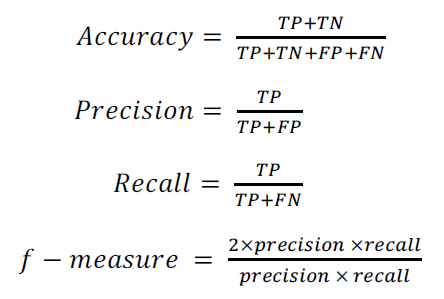 Accuracy = TP+TN / TP+TN+FP+FN
Precision = TP / TP+FP
Recall = TP / TP+FN
f − measure = 2×precision ×recall / precision × recall